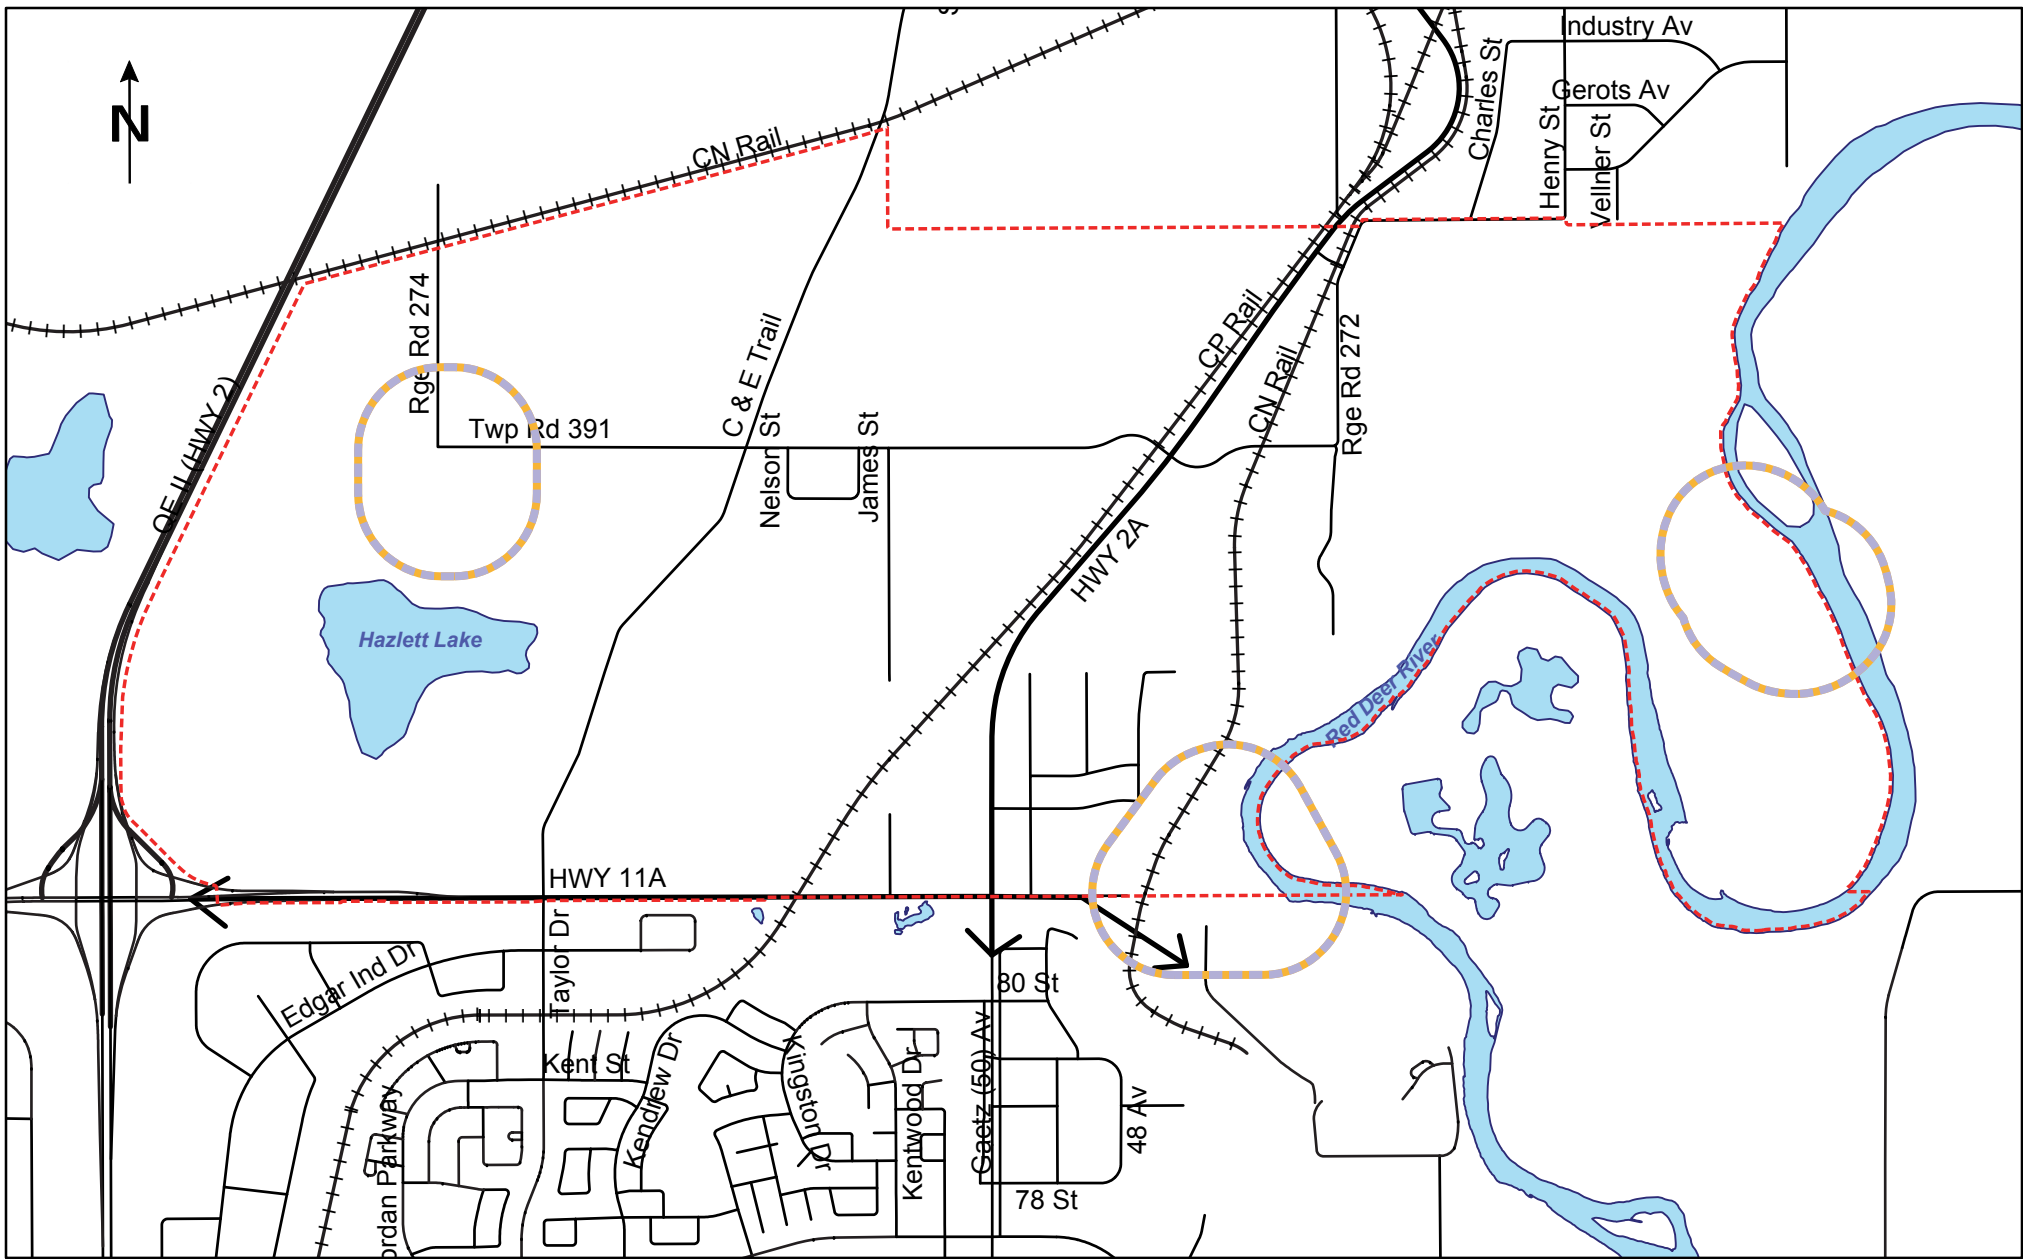 Industry Av
Gerots Av
Charles St
Henry St
Vellner St
N
CN Rail
Rge Rd 274
C & E Trail
CP Rail
CN Rail
Rge Rd 272
QE II (HWY 2)
Twp Rd 391
Nelson St
James St
HWY 2A
Hazlett Lake
Red Deer River
HWY 11A
Taylor Dr
Edgar Ind Dr
80 St
Kent St
Kendrew Dr
Kingston Dr
Kentwood Dr
Gaetz (50) Av
48 Av
78 St
ordan Parkway